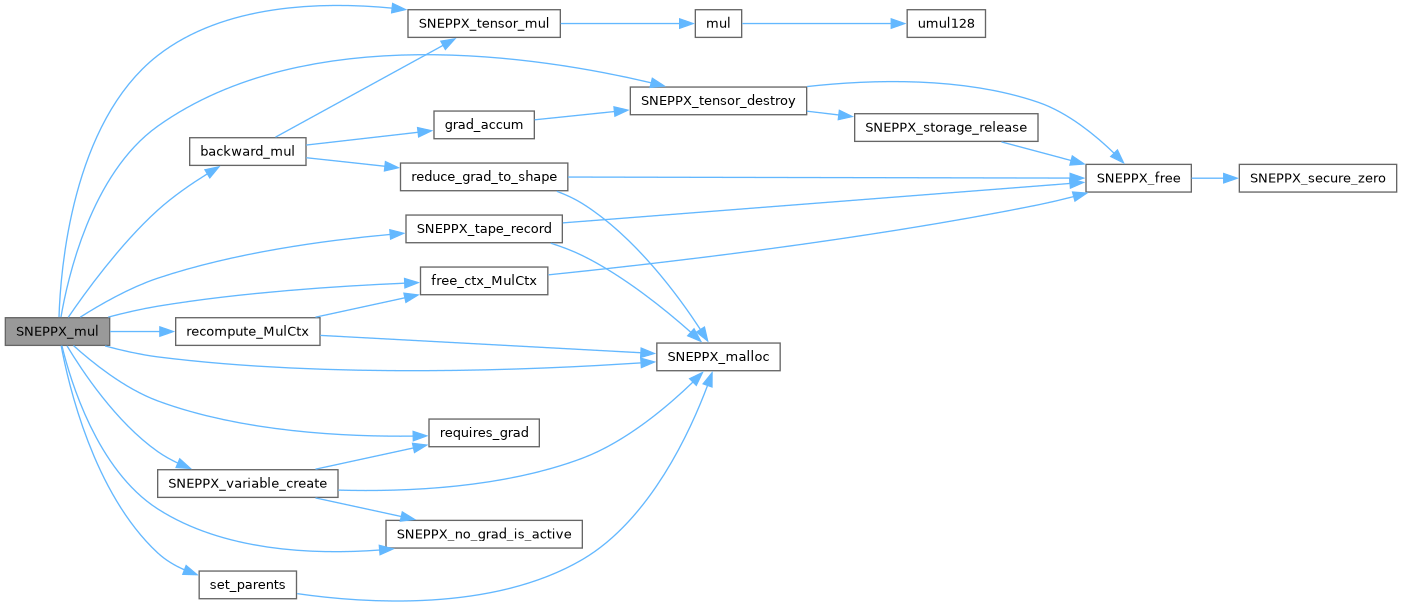 SNEPPX_tensor_mul
mul
umul128
SNEPPX_tensor_destroy
grad_accum
SNEPPX_storage_release
backward_mul
reduce_grad_to_shape
SNEPPX_free
SNEPPX_secure_zero
SNEPPX_tape_record
free_ctx_MulCtx
SNEPPX_mul
recompute_MulCtx
SNEPPX_malloc
requires_grad
SNEPPX_variable_create
SNEPPX_no_grad_is_active
set_parents